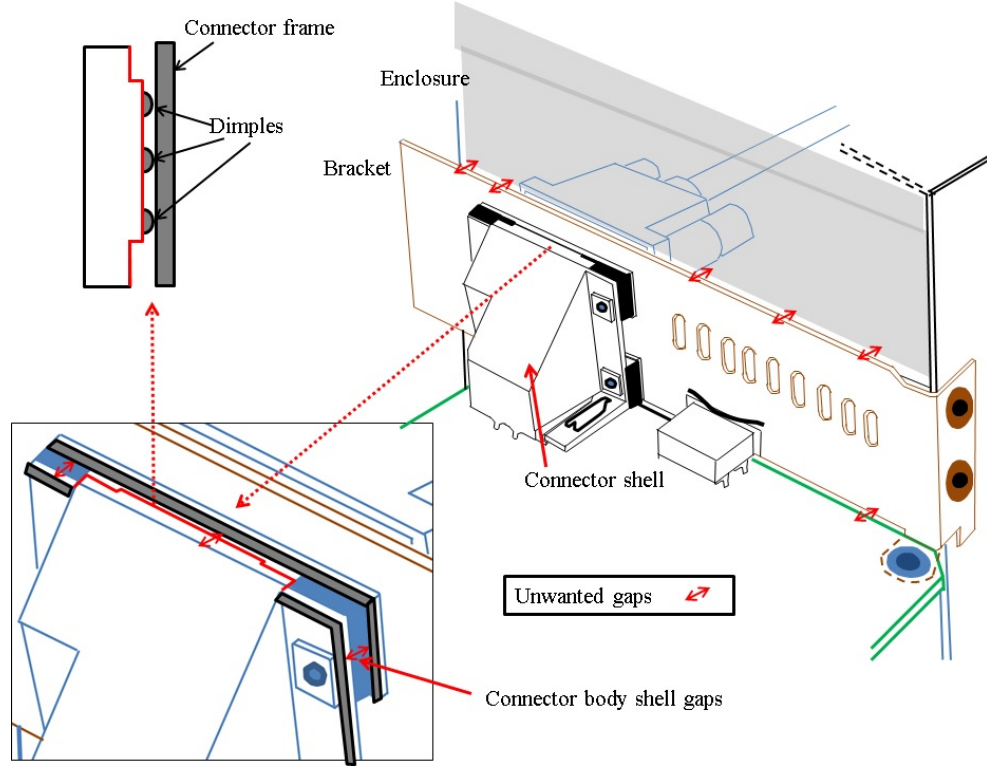 Connector frame
Enclosure
Dimples
Bracket
Connector shell
Unwanted gaps
Connector body shell gaps